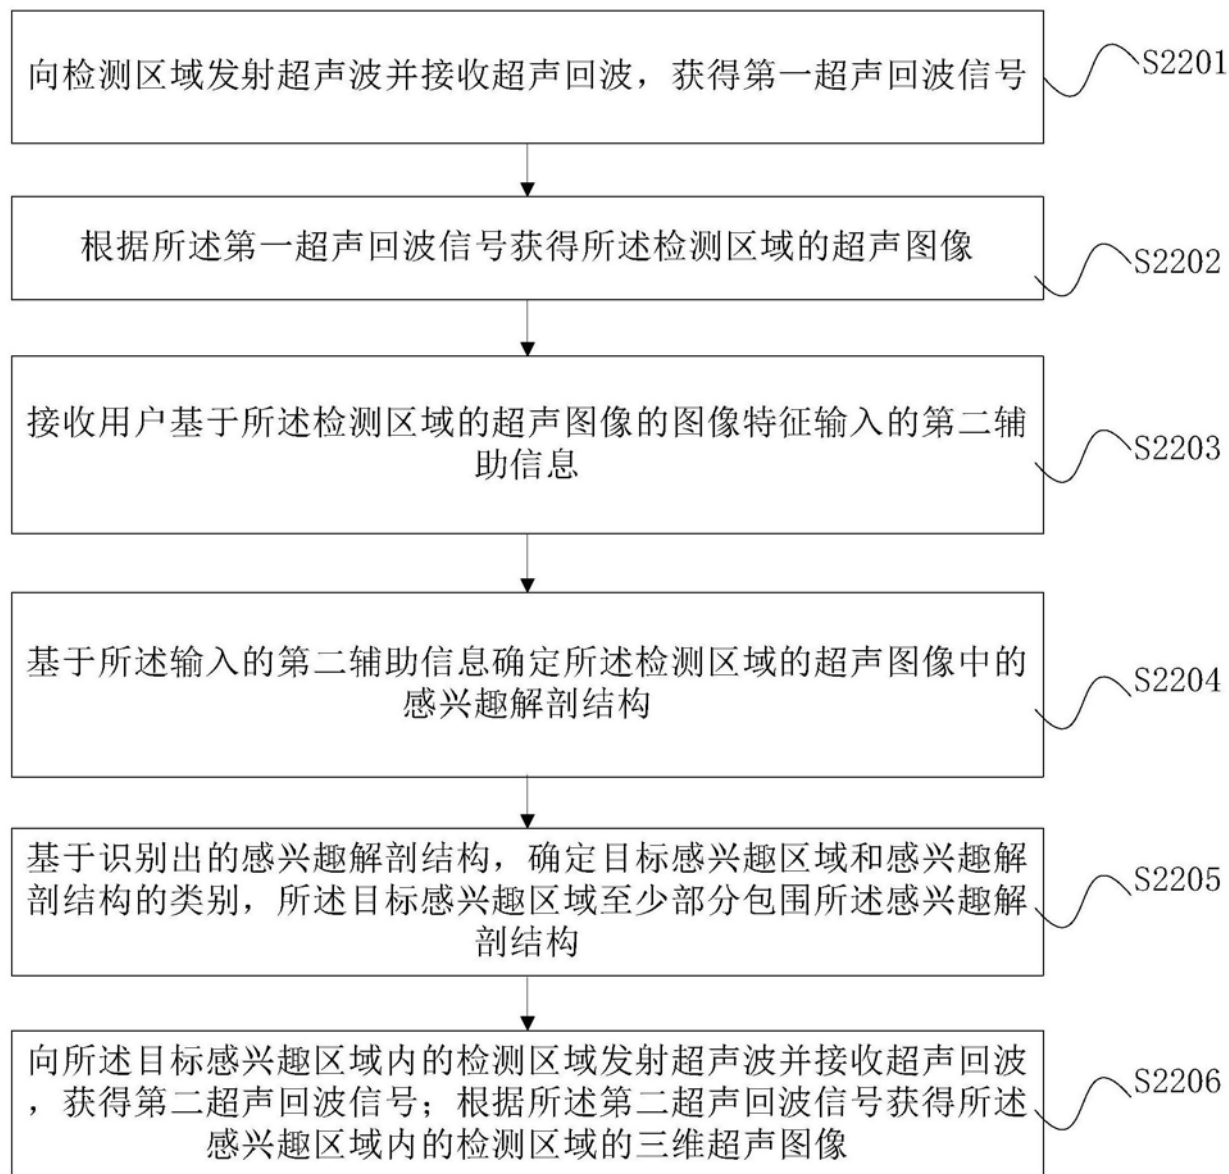 向检测区域发射超声波并接收超声回波，获得第一超声回波信号
S2201
根据所述第一超声回波信号获得所述检测区域的超声图像
S2202
接收用户基于所述检测区域的超声图像的图像特征输入的第二辅
助信息
S2203
基于所述输入的第二辅助信息确定所述检测区域的超声图像中的
感兴趣解剖结构
S2204
基于识别出的感兴趣解剖结构，确定目标感兴趣区域和感兴趣解
剖结构的类别，所述目标感兴趣区域至少部分包围所述感兴趣解
剖结构
S2205
向所述目标感兴趣区域内的检测区域发射超声波并接收超声回波
，获得第二超声回波信号；根据所述第二超声回波信号获得所述
感兴趣区域内的检测区域的三维超声图像
S2206